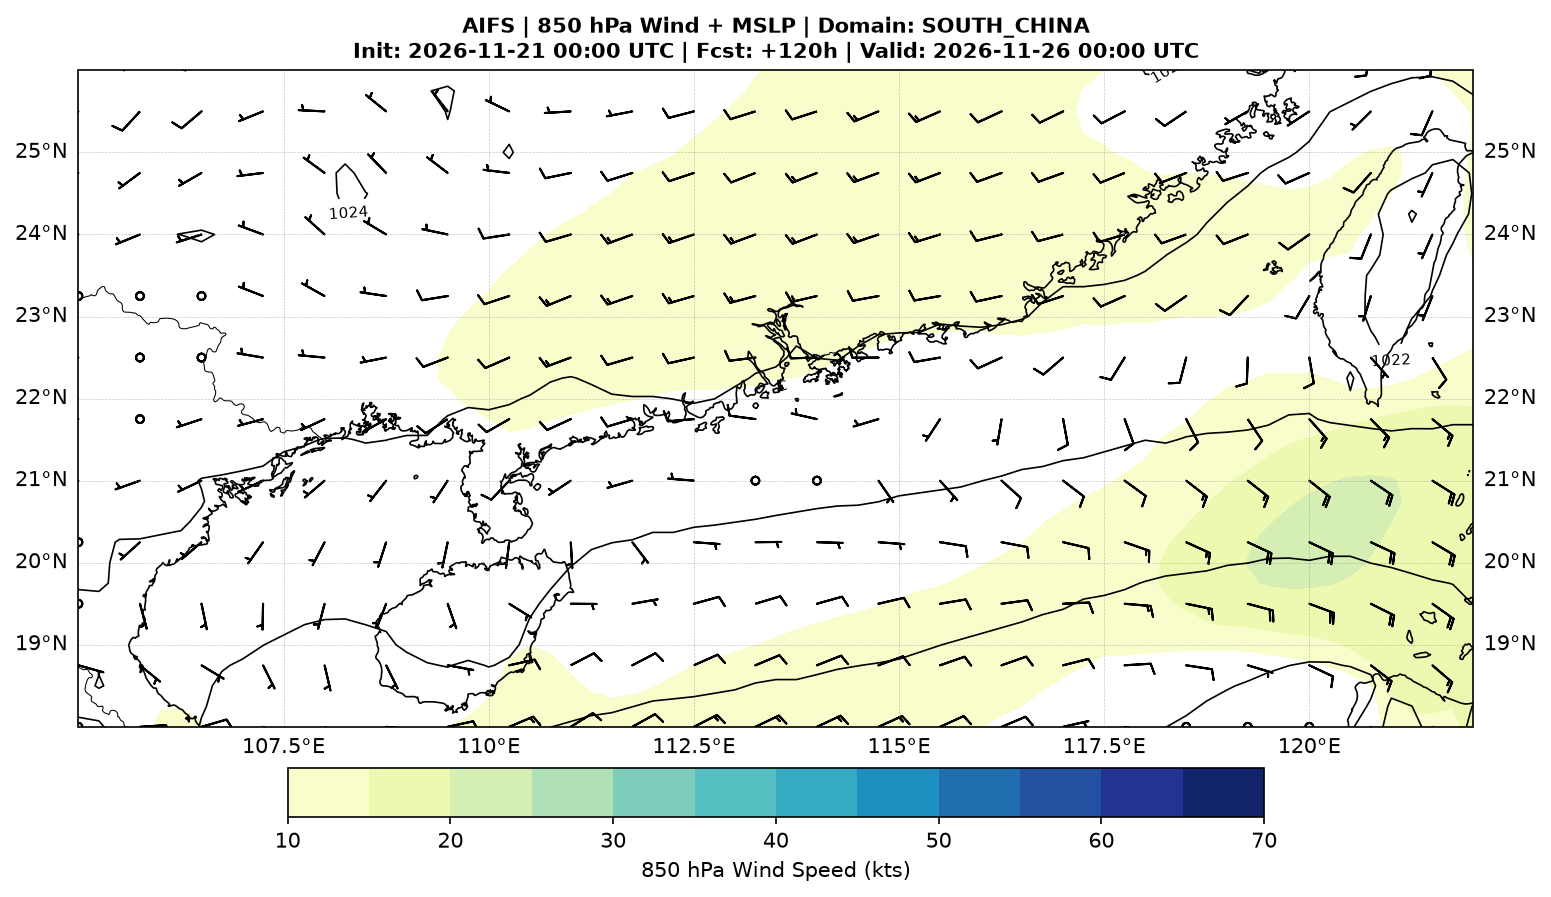 AIFS | 850 hPa Wind + MSLP | Domain: SOUTH_CHINA
Init: 2026-11-21 00:00 UTC | Fcst: +120h | Valid: 2026-11-26 00:00 UTC
25°N 25°N
1024
24°N 24°N
23°N 23°N
1022
22°N 22°N
21°N 21°N
20°N 20°N
19°N 19°N
107.5°E 110°E 112.5°E 115°E 117.5°E 120°E
10 20 30 40 50 60 70
850 hPa Wind Speed (kts)